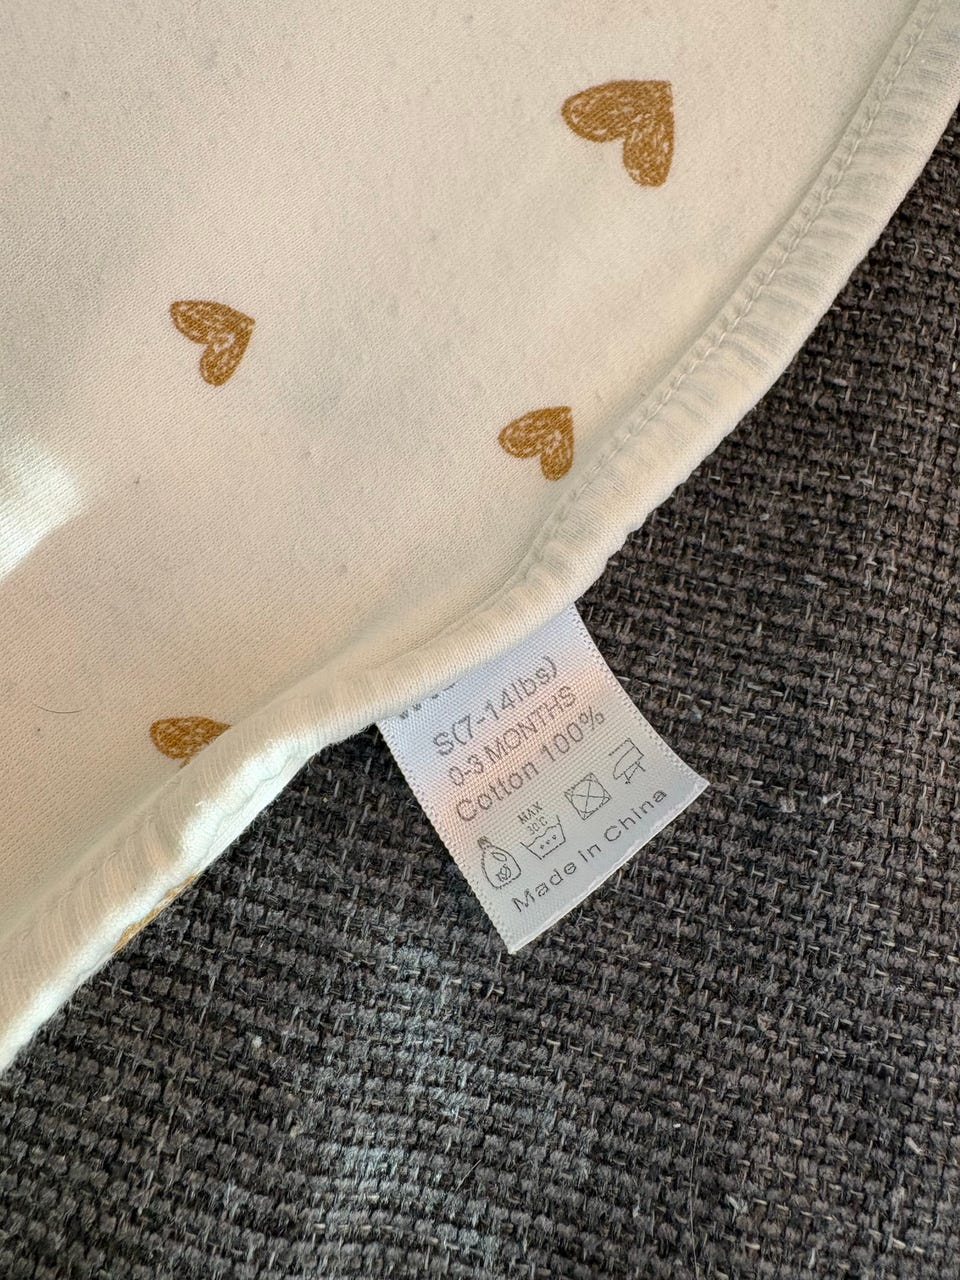 S(7-14lbs)
0-3 MONTHS
Cotton 100%
MAX
30°C
Made in China